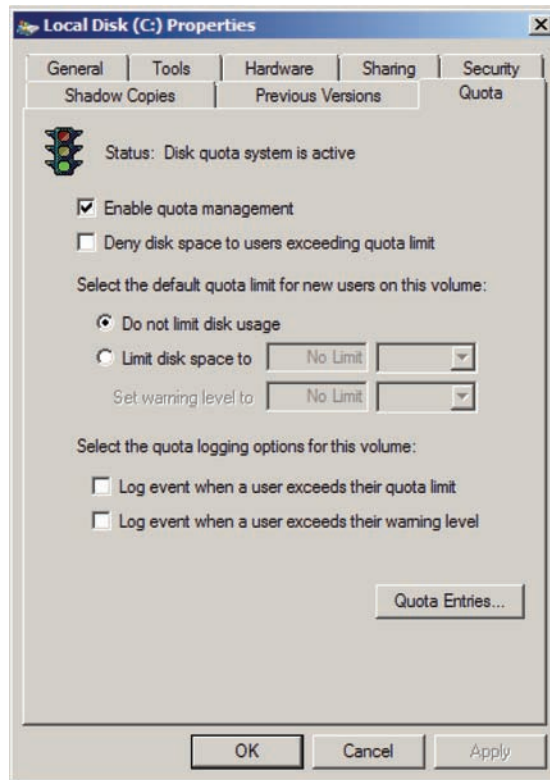 Local Disk (C:) Properties
General Tools Hardware Sharing Security
Shadow Copies Previous Versions Quota
Status: Disk quota system is active
Enable quota management
Deny disk space to users exceeding quota limit
Select the default quota limit for new users on this volume:
Do not limit disk usage
Limit disk space to No Limit
Set warning level to No Limit
Select the quota logging options for this volume:
Log event when a user exceeds their quota limit
Log event when a user exceeds their warning level
Quota Entries...
OK Cancel Apply